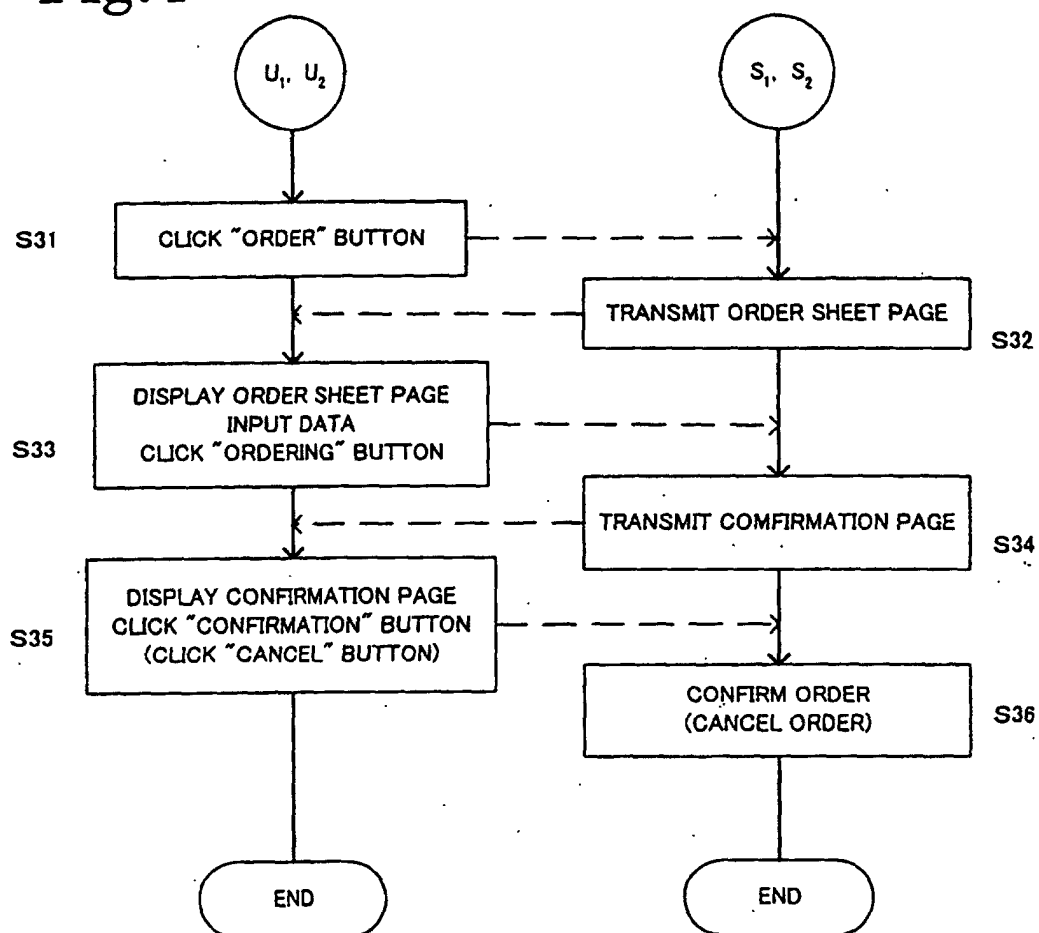 U₁, U₂
S₁, S₂
S31
CLICK "ORDER" BUTTON
TRANSMIT ORDER SHEET PAGE
S32
DISPLAY ORDER SHEET PAGE
INPUT DATA
CLICK "ORDERING" BUTTON
S33
TRANSMIT COMFIRMATION PAGE
S34
DISPLAY CONFIRMATION PAGE
CLICK "CONFIRMATION" BUTTON
(CLICK "CANCEL" BUTTON)
S35
CONFIRM ORDER
(CANCEL ORDER)
S36
END
END